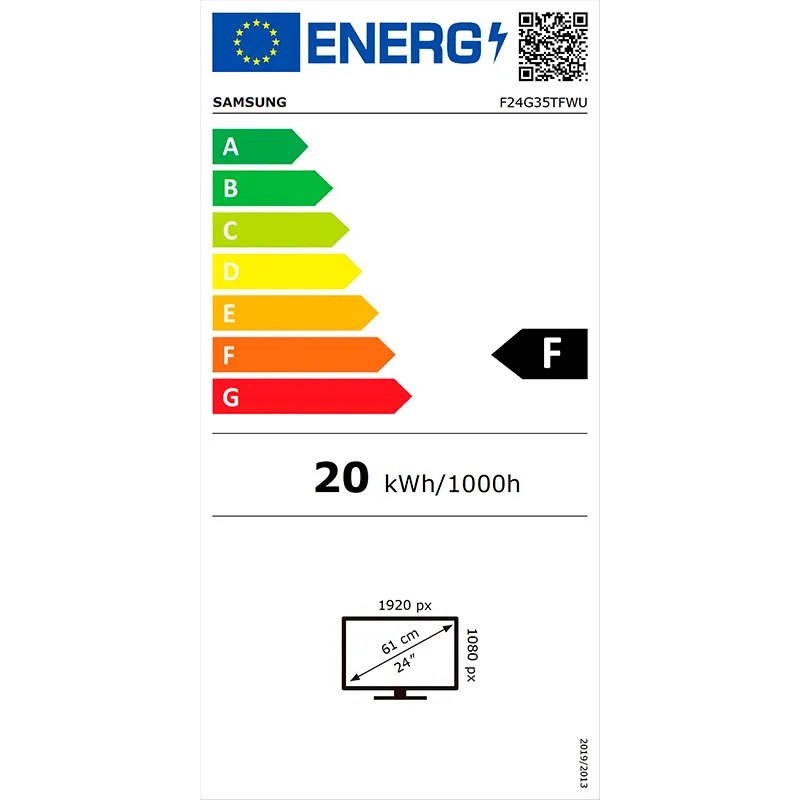 ENERG
SAMSUNG F24G35TFWU
A
B
C
D
E
F
F
G
20 kWh/1000h
1920 px
61 cm
24”
1080 px
2019/2013